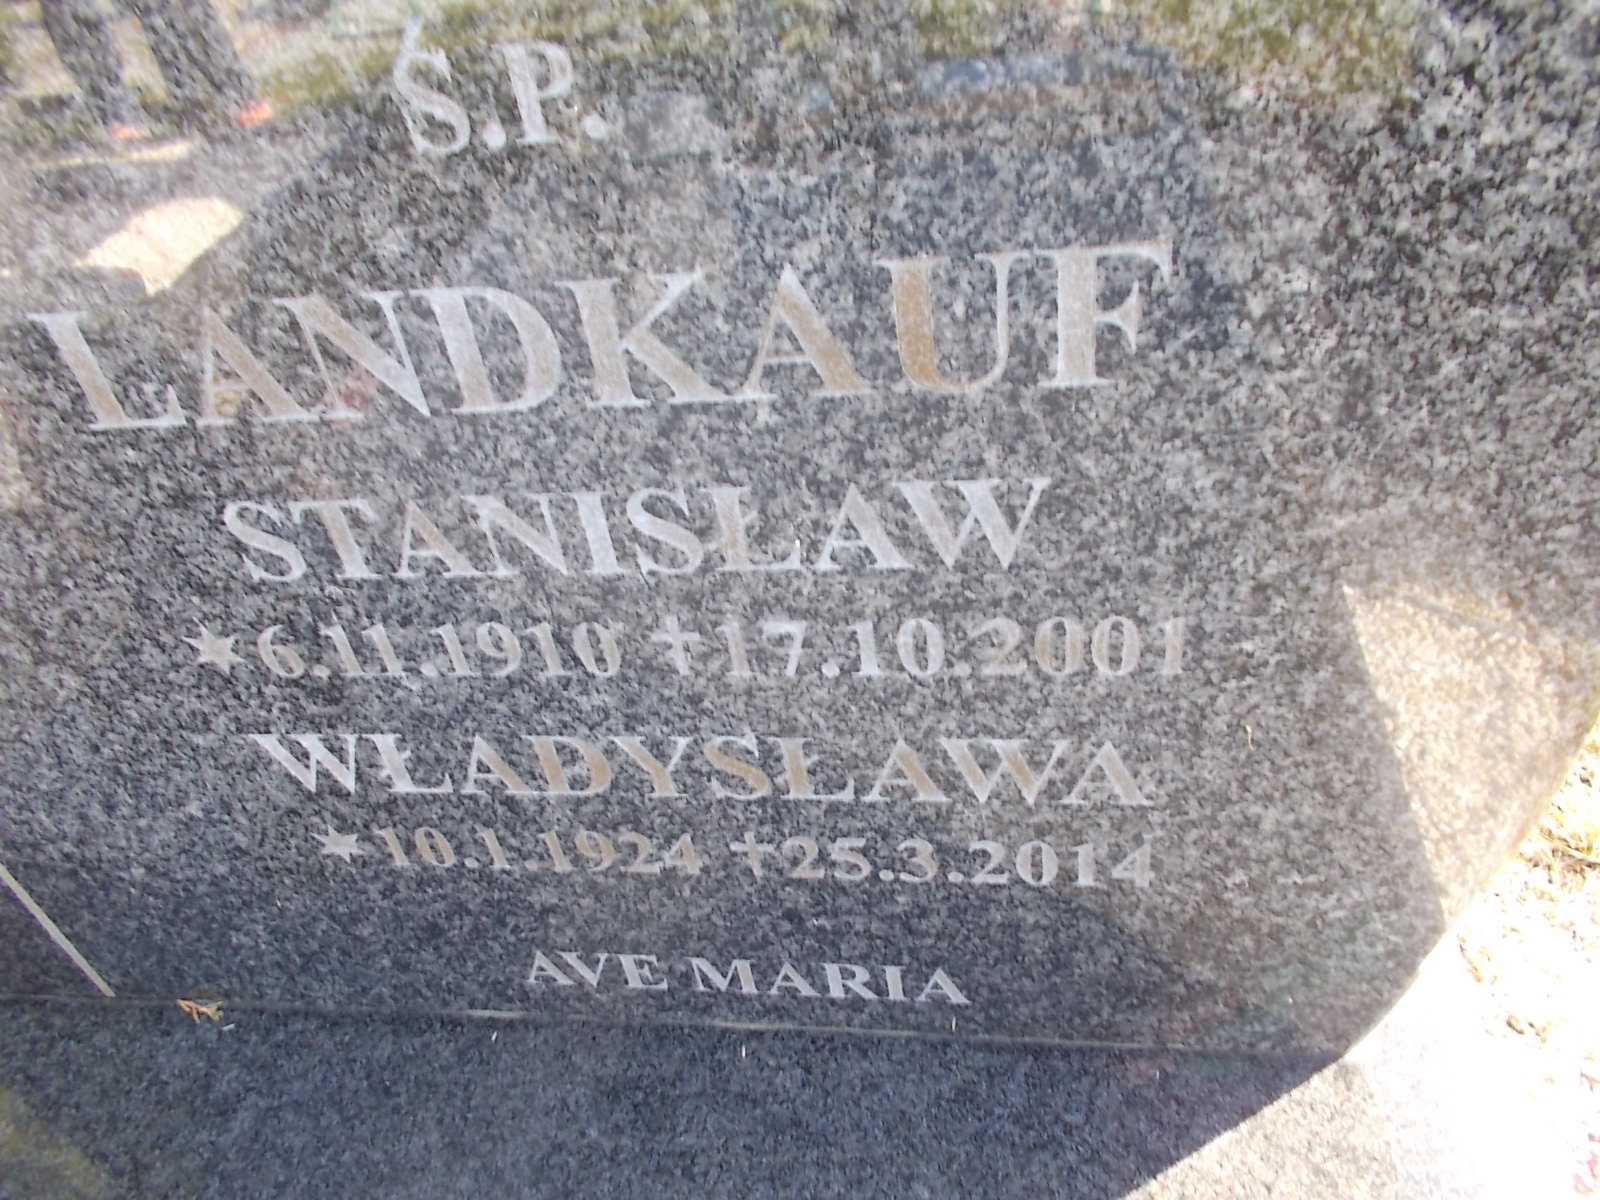 Ś.P.
LANDKAUF
STANISŁAW
★6.11.1910 ✝17.10.2001
WŁADYSŁAWA
★10.1.1924 ✝25.3.2014
AVE MARIA